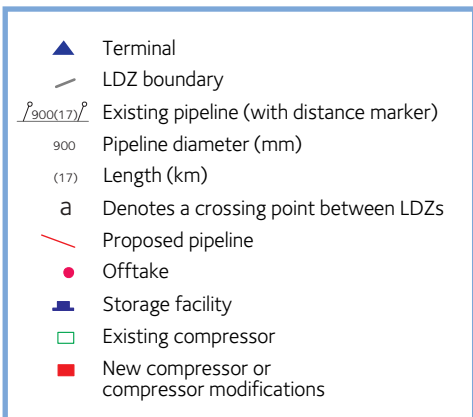 Terminal
LDZ boundary
900(17) Existing pipeline (with distance marker)
900 Pipeline diameter (mm)
(17) Length (km)
a Denotes a crossing point between LDZs
Proposed pipeline
Offtake
Storage facility
Existing compressor
New compressor or
compressor modifications